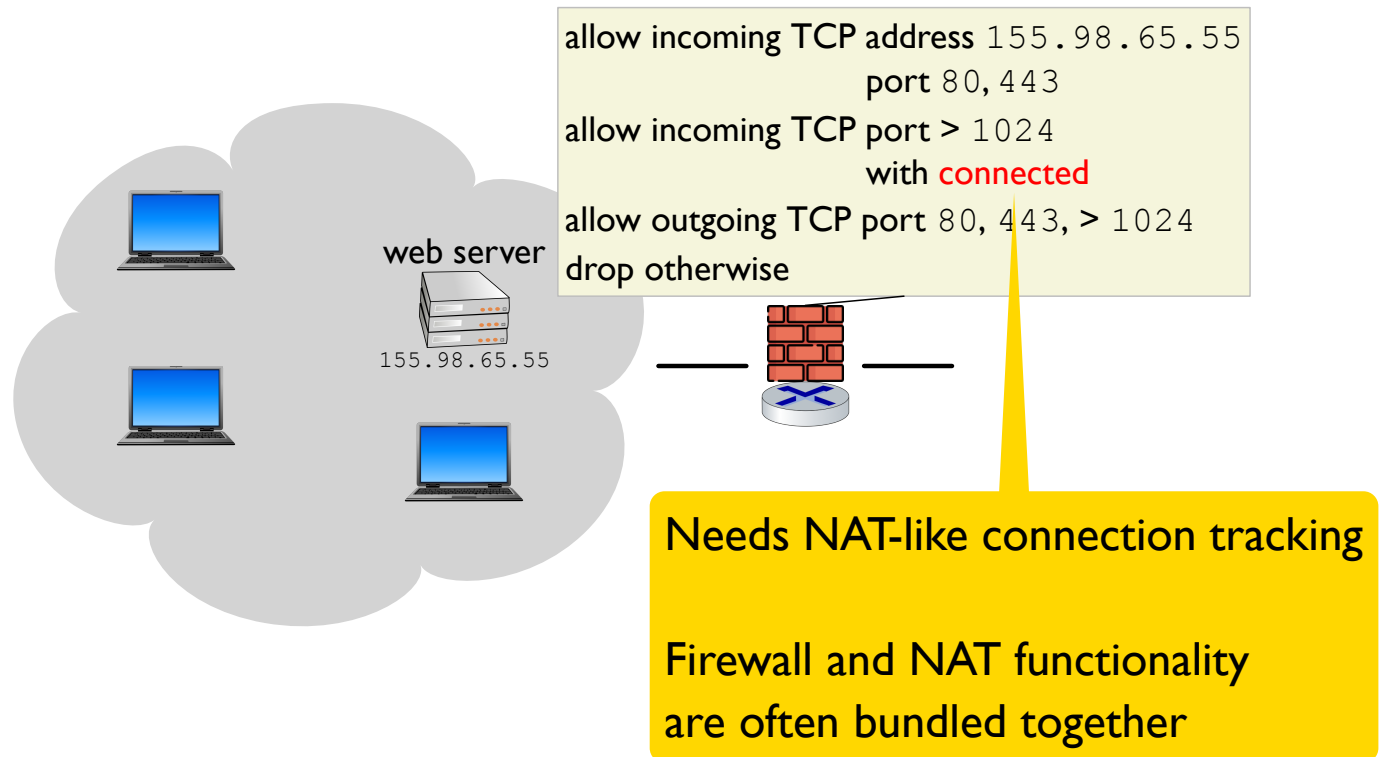 allow incoming TCP address 155.98.65.55
port 80, 443
allow incoming TCP port > 1024
with connected
allow outgoing TCP port 80, 443, > 1024
drop otherwise
web server
155.98.65.55
Needs NAT-like connection tracking
Firewall and NAT functionality
are often bundled together